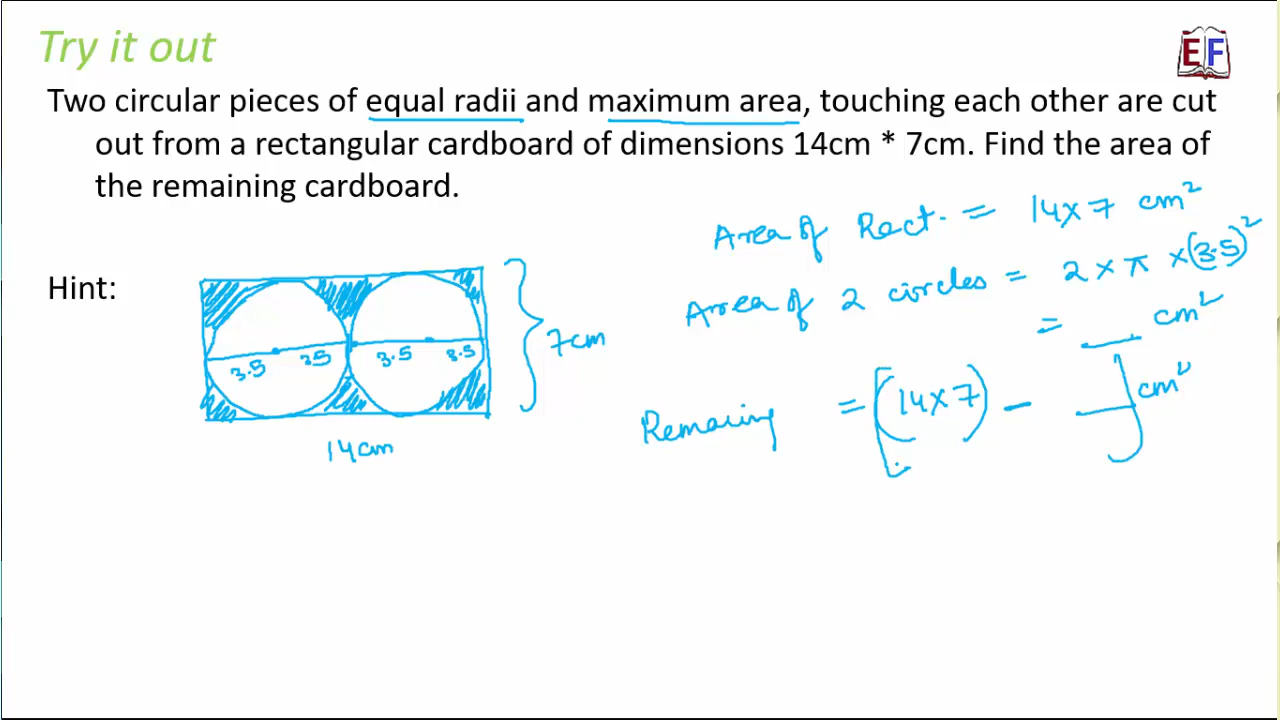 Try it out
EF
Two circular pieces of equal radii and maximum area, touching each other are cut
out from a rectangular cardboard of dimensions 14cm * 7cm. Find the area of
the remaining cardboard.
Area of Rect. = 14x7 cm²
Hint:
Area of 2 circles = 2 x π x (3.5)²
= __ cm²
3.5 35 3.5 3.5
7cm
14cm
Remaining = [(14x7) - __] cm²